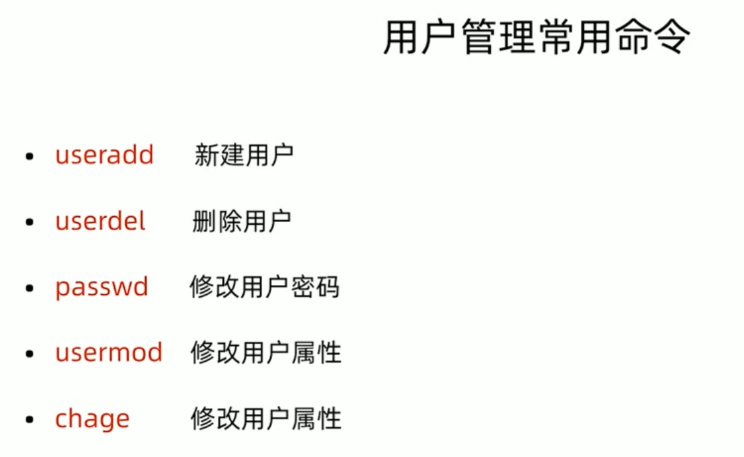 用户管理常用命令
• useradd 新建用户
• userdel 删除用户
• passwd 修改用户密码
• usermod 修改用户属性
• chage 修改用户属性